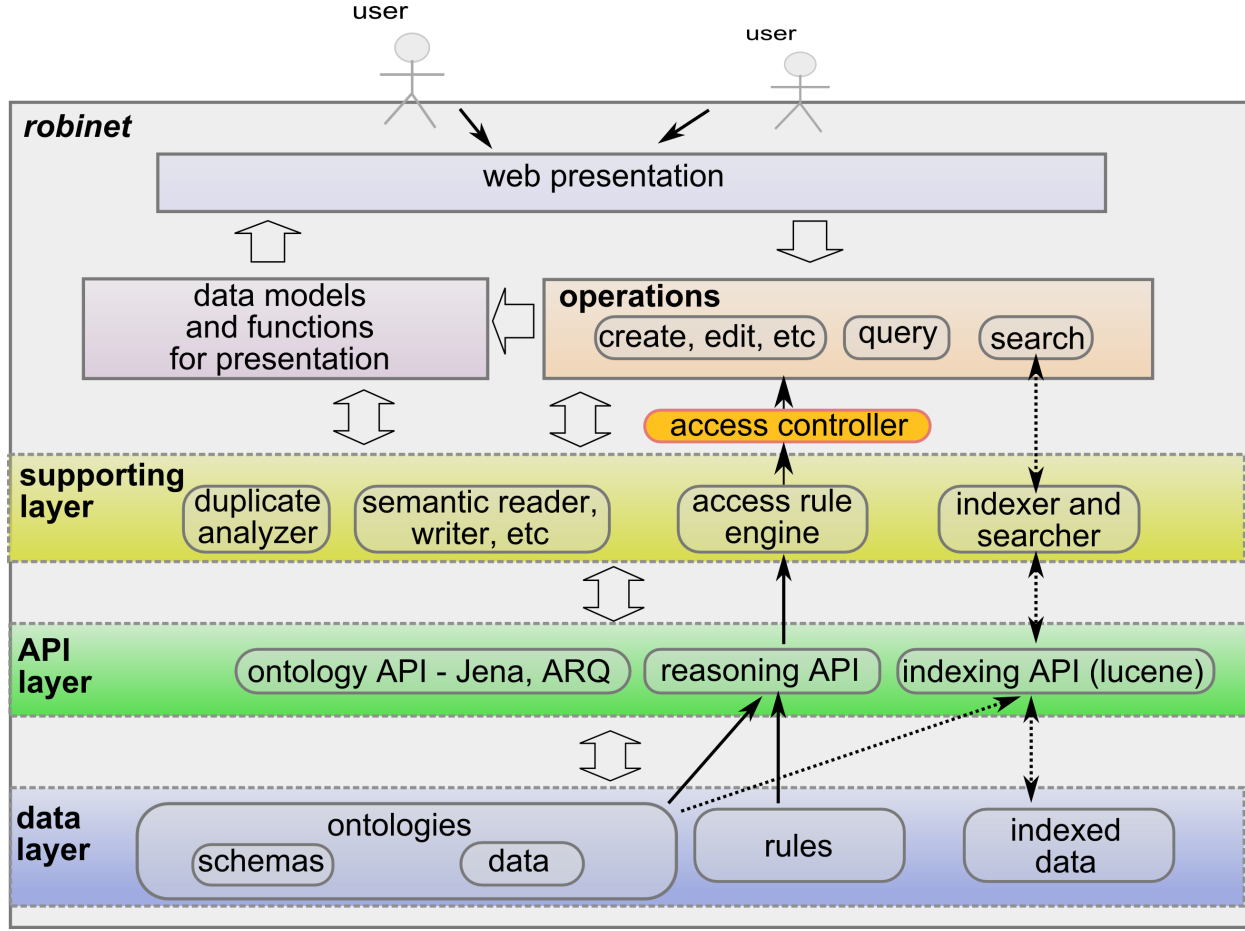 user
user
robinet
web presentation
data models
and functions
for presentation
operations
create, edit, etc
query
search
access controller
supporting
layer
duplicate
analyzer
semantic reader,
writer, etc
access rule
engine
indexer and
searcher
API
layer
ontology API - Jena, ARQ
reasoning API
indexing API (lucene)
data
layer
ontologies
schemas
data
rules
indexed
data